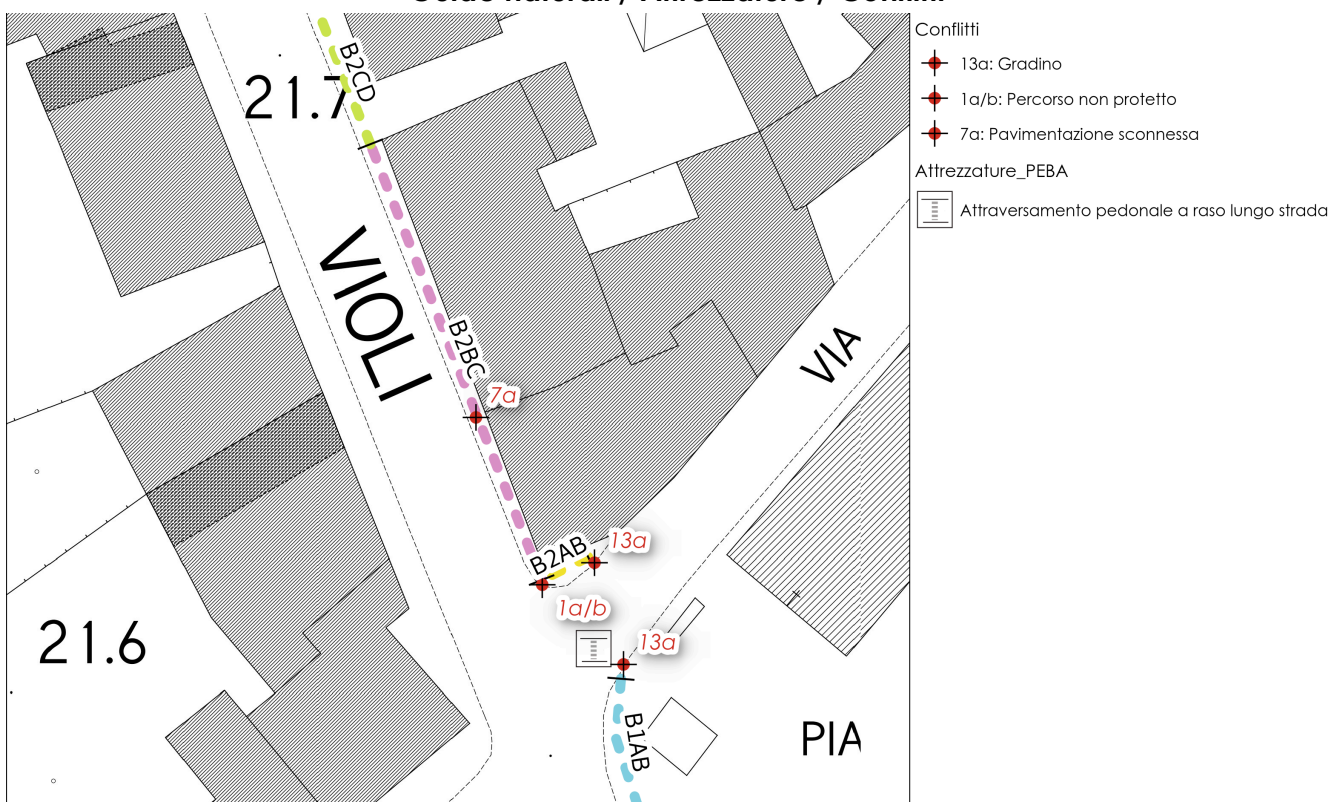 Conflitti
13a: Gradino
1a/b: Percorso non protetto
7a: Pavimentazione sconnessa
Attrezzature_PEBA
Attraversamento pedonale a raso lungo strada
B2CD
21.7
VIOLI
B2BC
7a
VIA
B2AB
13a
1a/b
13a
21.6
B1AB
PIA